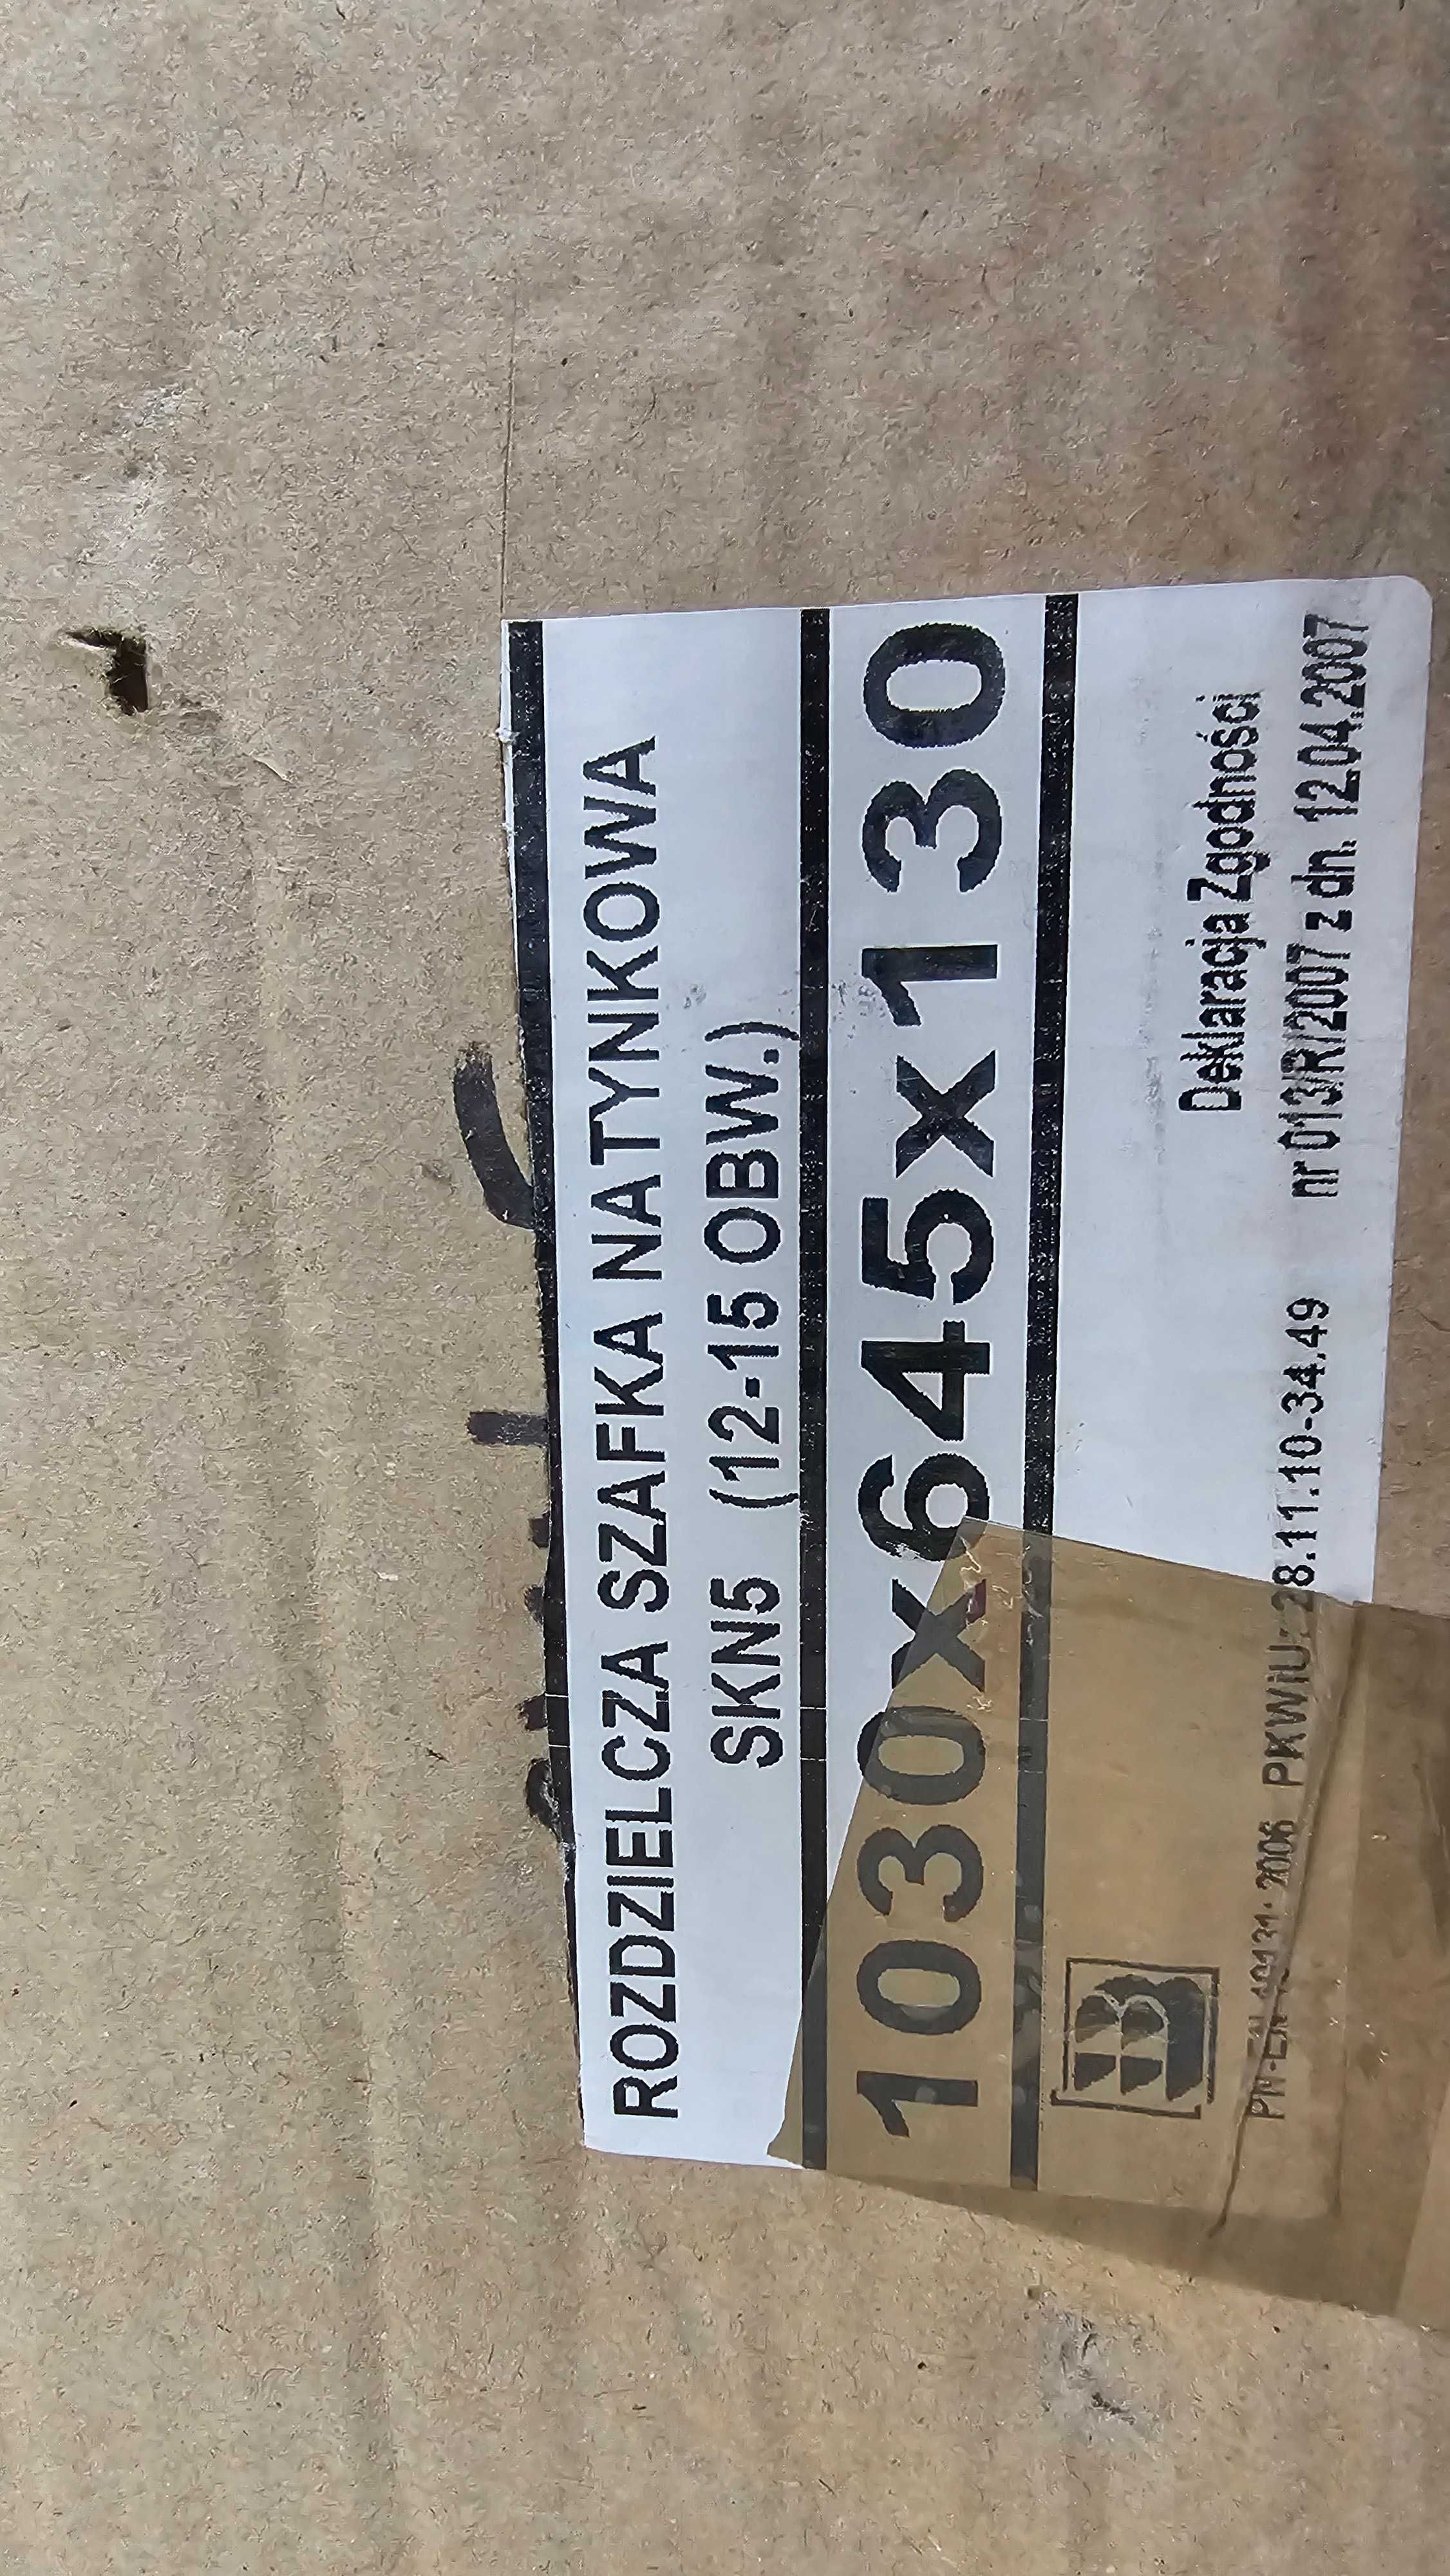 ROZDZIELCZA SZAFKA NATYNKOWA
SKN5 (12-15 OBW.)
1030x645x130
Deklaracja Zgodności
nr 013/R/2007 z dn. 12.04.2007
2006 PKWIU: 28.11.10-34.49